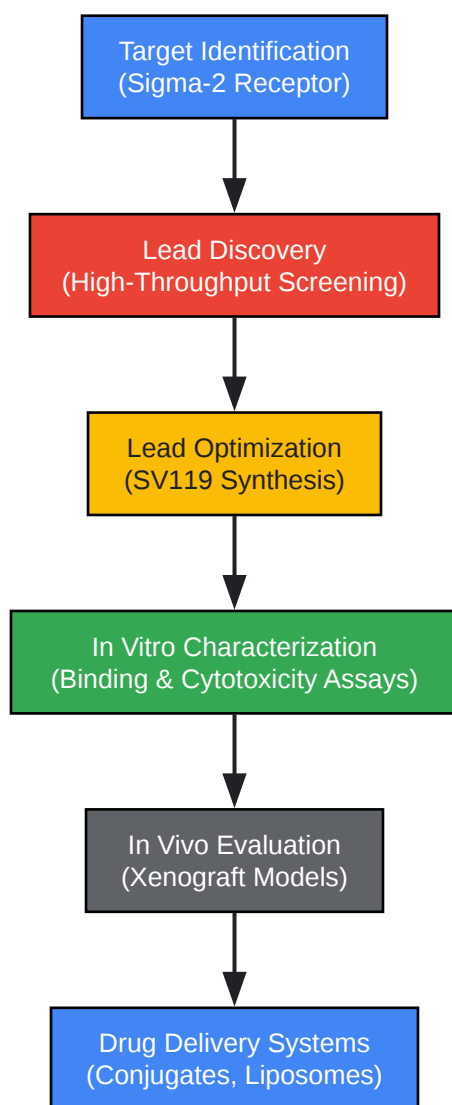 Target Identification
(Sigma-2 Receptor)
Lead Discovery
(High-Throughput Screening)
Lead Optimization
(SV119 Synthesis)
In Vitro Characterization
(Binding & Cytotoxicity Assays)
In Vivo Evaluation
(Xenograft Models)
Drug Delivery Systems
(Conjugates, Liposomes)